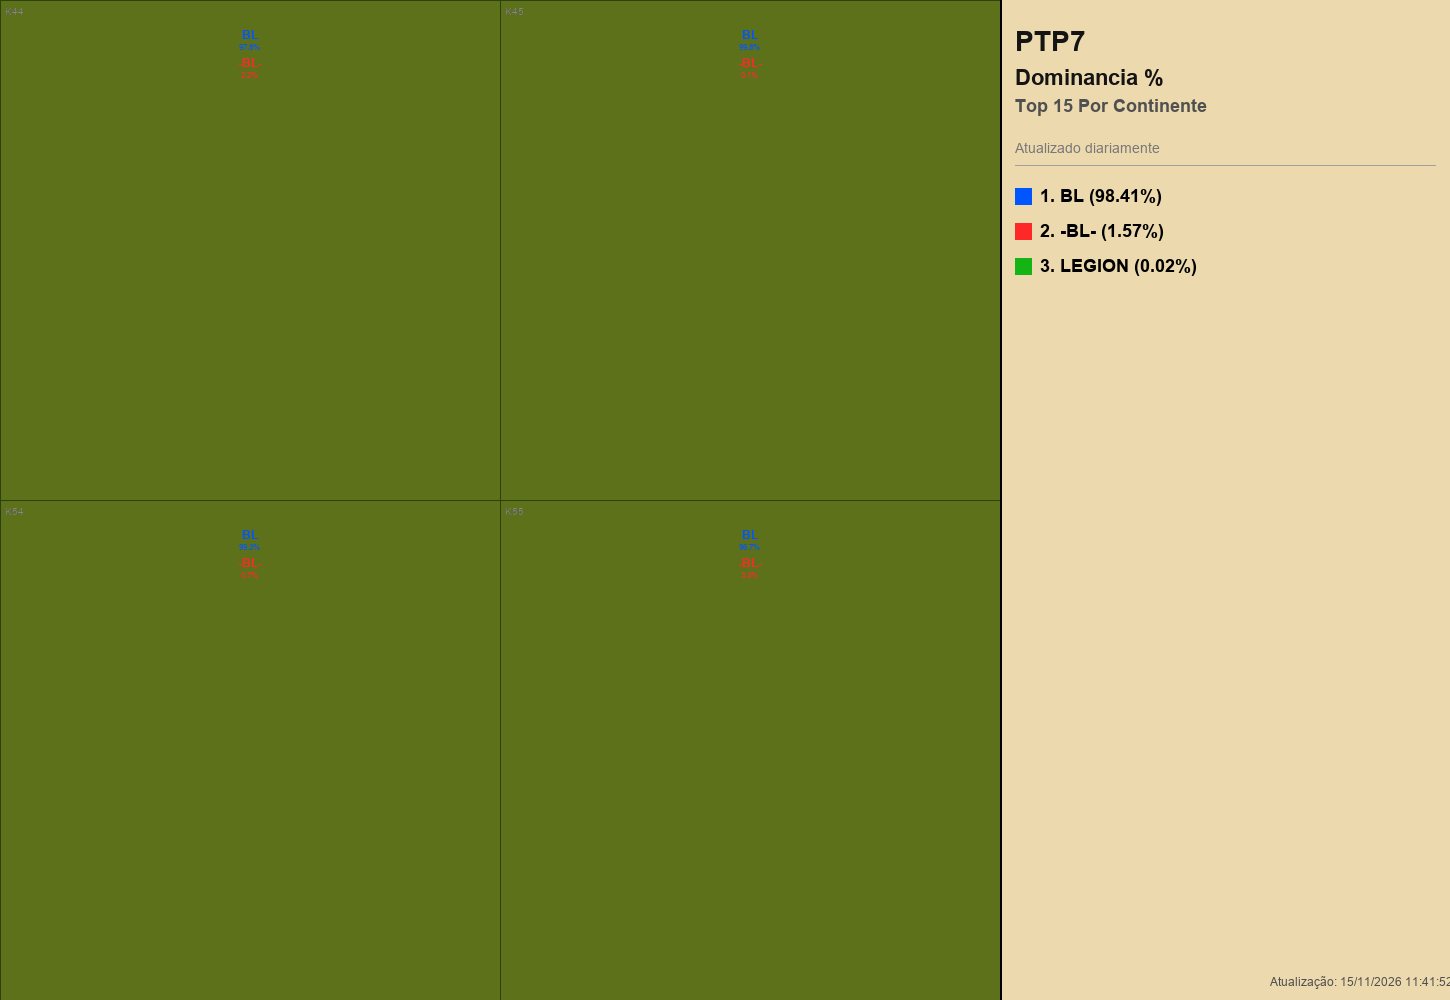 K44
BL
-BL-
K45
BL
-BL-
K54
BL
-BL-
K55
BL
-BL-
PTP7
Dominancia %
Top 15 Por Continente
Atualizado diariamente
1. BL (98.41%)
2. -BL- (1.57%)
3. LEGION (0.02%)
Atualização: 15/11/2026 11:41:52